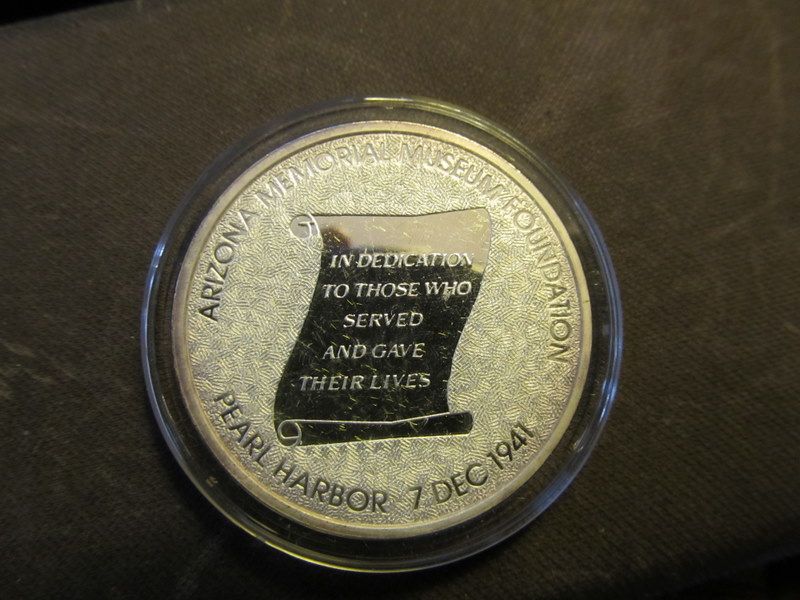 ARIZONA MEMORIAL MUSEUM FOUNDATION
IN DEDICATION
TO THOSE WHO
SERVED
AND GAVE
THEIR LIVES
PEARL HARBOR 7 DEC 1941